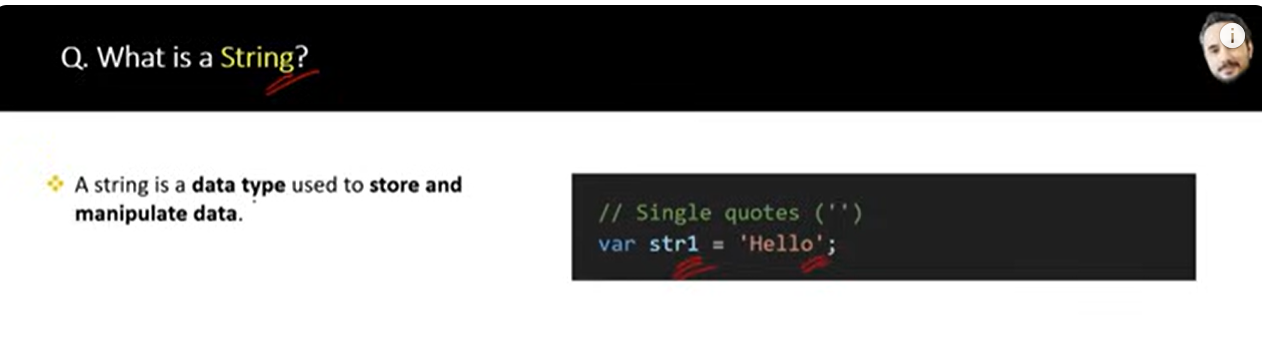 Q. What is a String?
A string is a data type used to store and
manipulate data.
// Single quotes ('')
var str1 = 'Hello';